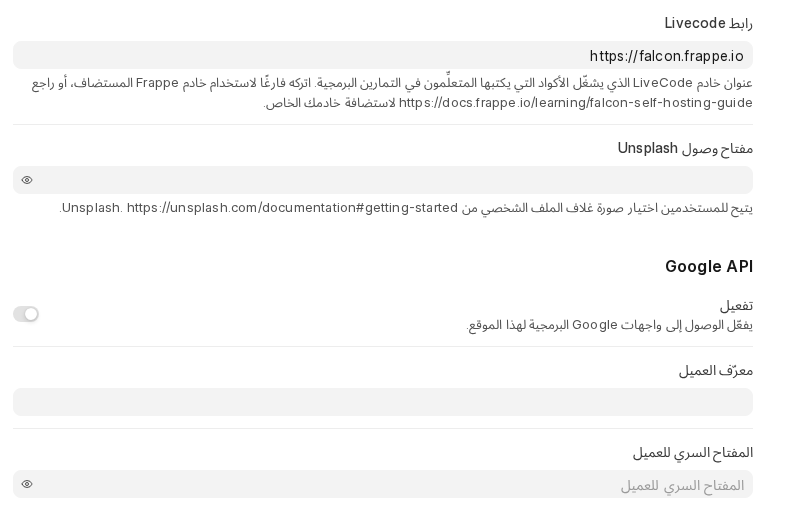 رابط Livecode
https://falcon.frappe.io
عنوان خادم LiveCode الذي يشغّل الأكواد التي يكتبها المتعلِّمون في التمارين البرمجية. اتركه فارغًا لاستخدام خادم Frappe المستضاف، أو راجع
https://docs.frappe.io/learning/falcon-self-hosting-guide لاستضافة خادمك الخاص.
مفتاح وصول Unsplash
يتيح للمستخدمين اختيار صورة غلاف الملف الشخصي من Unsplash. https://unsplash.com/documentation#getting-started.
Google API
تفعيل
يفعّل الوصول إلى واجهات Google البرمجية لهذا الموقع.
معرّف العميل
المفتاح السري للعميل
المفتاح السري للعميل